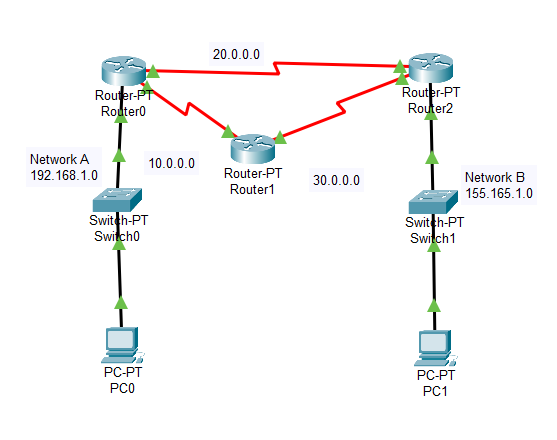 20.0.0.0
Router-PT
Router0
Router-PT
Router2
Network A
192.168.1.0
10.0.0.0
Router-PT
Router1
30.0.0.0
Network B
155.165.1.0
Switch-PT
Switch0
Switch-PT
Switch1
PC-PT
PC0
PC-PT
PC1